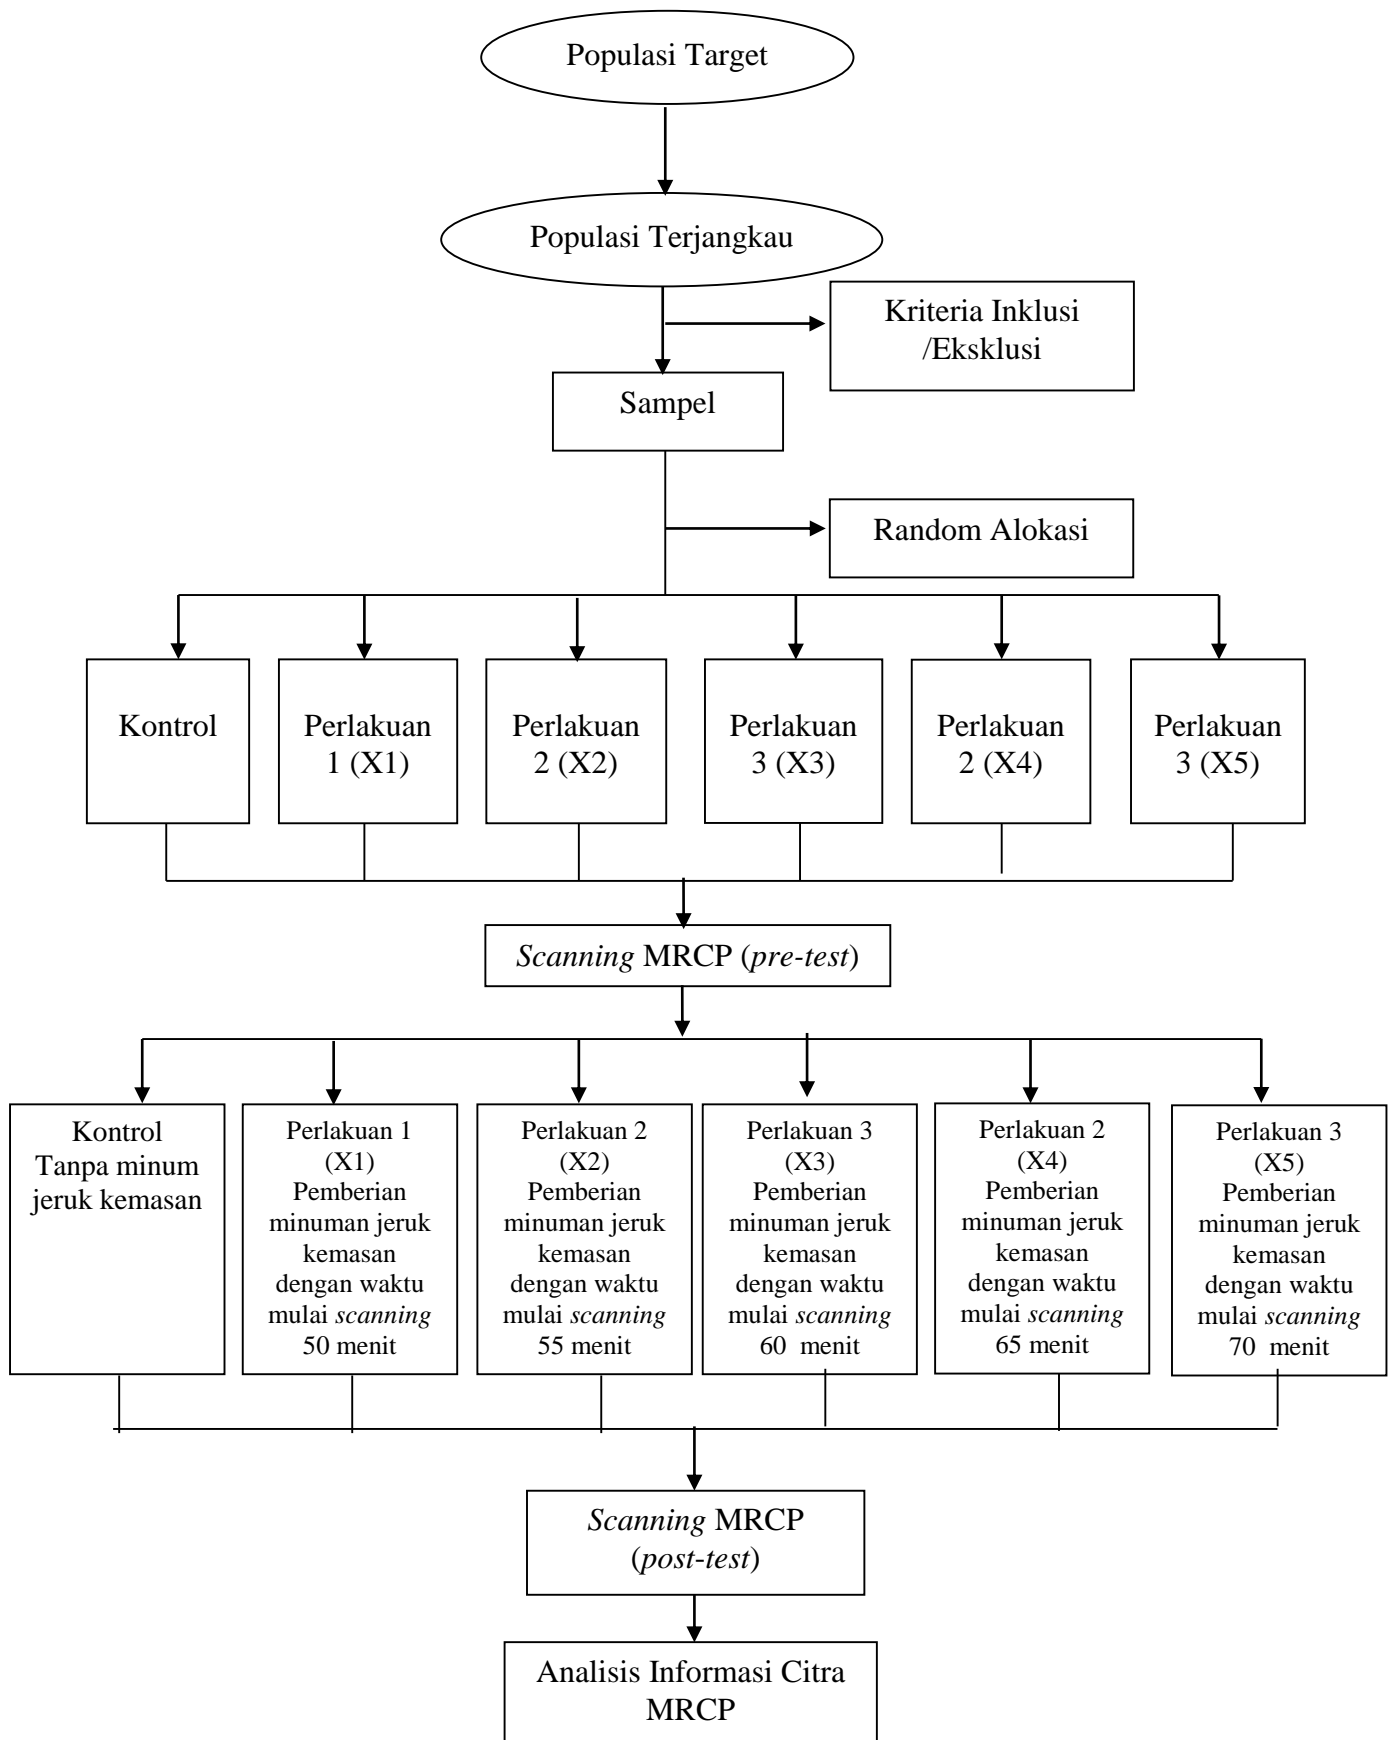 Populasi Target
Populasi Terjangkau
Kriteria Inklusi
/Eksklusi
Sampel
Random Alokasi
Kontrol
Perlakuan
1 (X1)
Perlakuan
2 (X2)
Perlakuan
3 (X3)
Perlakuan
2 (X4)
Perlakuan
3 (X5)
Scanning MRCP (pre-test)
Kontrol
Tanpa minum
jeruk kemasan
Perlakuan 1
(X1)
Pemberian
minuman jeruk
kemasan
dengan waktu
mulai scanning
50 menit
Perlakuan 2
(X2)
Pemberian
minuman jeruk
kemasan
dengan waktu
mulai scanning
55 menit
Perlakuan 3
(X3)
Pemberian
minuman jeruk
kemasan
dengan waktu
mulai scanning
60 menit
Perlakuan 2
(X4)
Pemberian
minuman jeruk
kemasan
dengan waktu
mulai scanning
65 menit
Perlakuan 3
(X5)
Pemberian
minuman jeruk
kemasan
dengan waktu
mulai scanning
70 menit
Scanning MRCP
(post-test)
Analisis Informasi Citra
MRCP